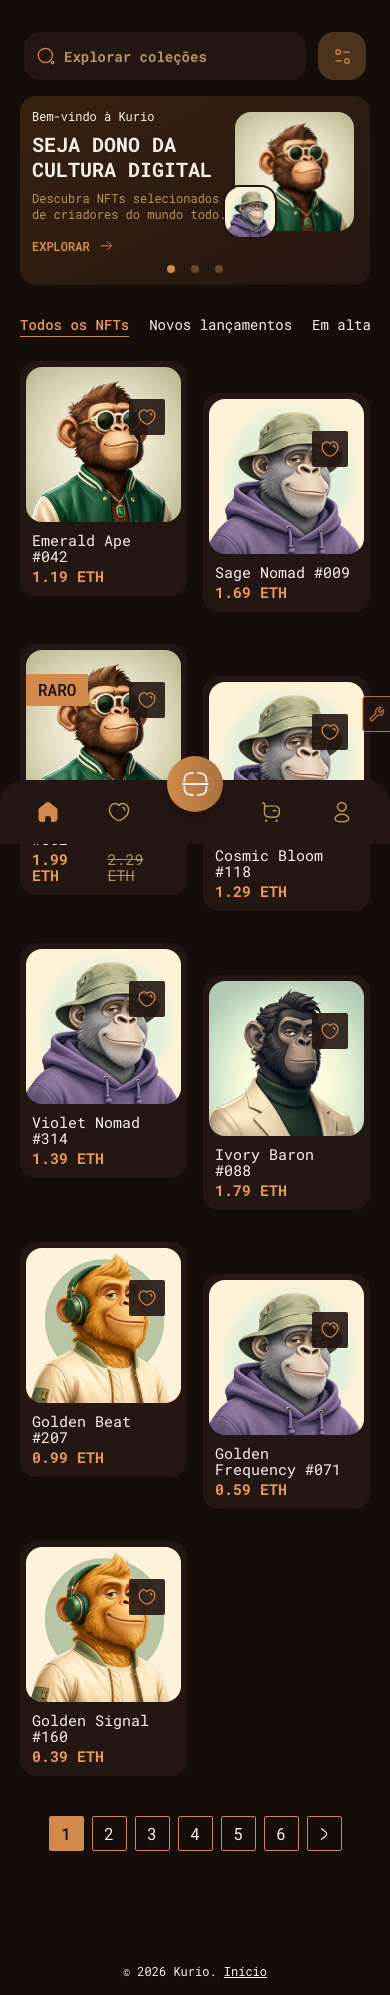 Explorar coleções
Bem-vindo à Kurio
SEJA DONO DA
CULTURA DIGITAL
Descubra NFTs selecionados
de criadores do mundo todo.
EXPLORAR
Todos os NFTs Novos lançamentos Em alta
Emerald Ape
#042
1.19 ETH
Sage Nomad #009
1.69 ETH
RARO
1.99
ETH
2.29
ETH
Cosmic Bloom
#118
1.29 ETH
Violet Nomad
#314
1.39 ETH
Ivory Baron
#088
1.79 ETH
Golden Beat
#207
0.99 ETH
Golden
Frequency #071
0.59 ETH
Golden Signal
#160
0.39 ETH
1 2 3 4 5 6
© 2026 Kurio. Início